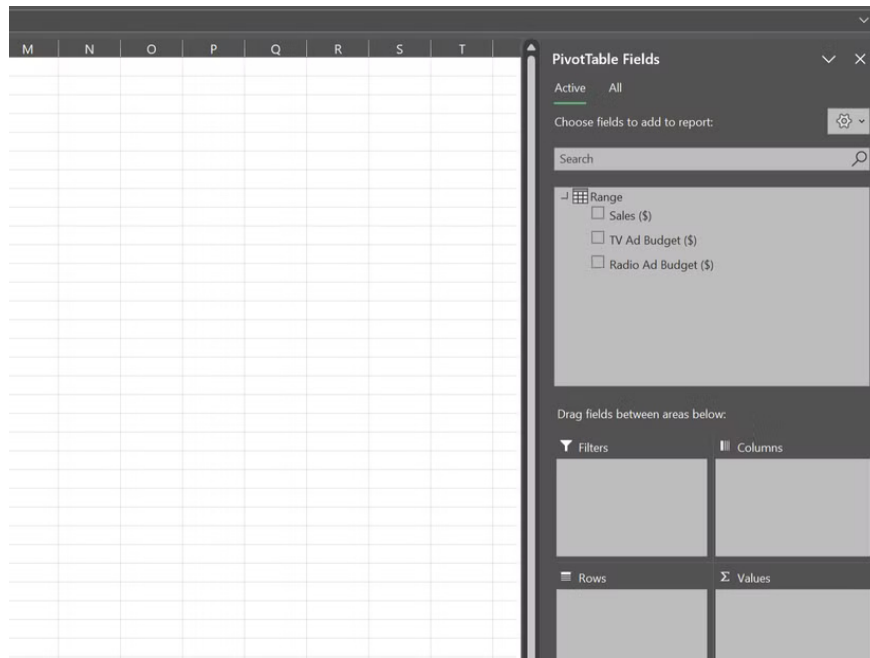 M N O P Q R S T
PivotTable Fields
Active All
Choose fields to add to report:
Search
Range
Sales ($)
TV Ad Budget ($)
Radio Ad Budget ($)
Drag fields between areas below:
Filters
Columns
Rows
Σ Values